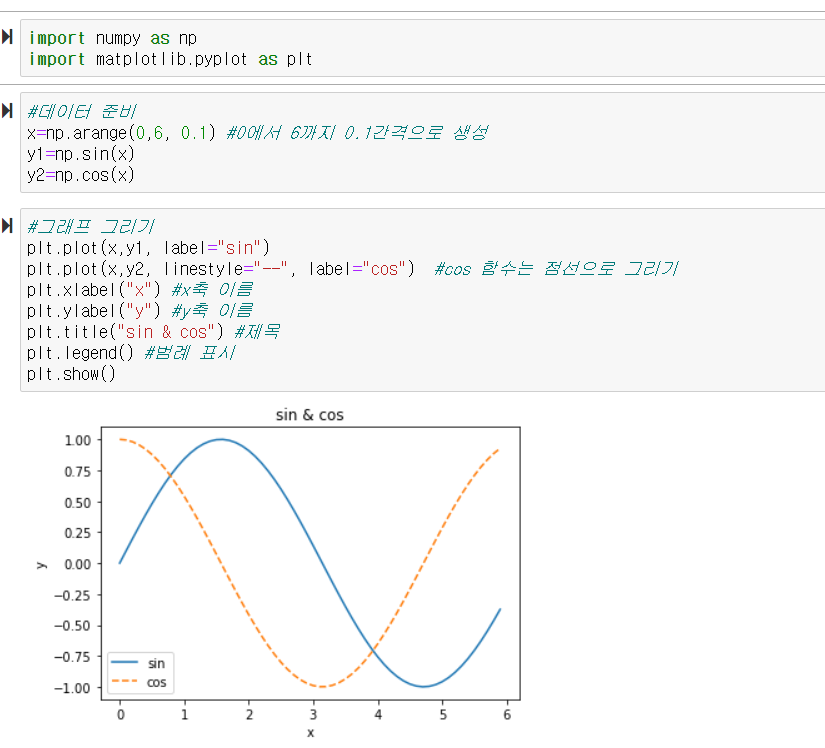 import numpy as np
import matplotlib.pyplot as plt
#데이터 준비
x=np.arange(0,6, 0.1) #0에서 6까지 0.1간격으로 생성
y1=np.sin(x)
y2=np.cos(x)
#그래프 그리기
plt.plot(x,y1, label="sin")
plt.plot(x,y2, linestyle="--", label="cos")  #cos 함수는 점선으로 그리기
plt.xlabel("x") #x축 이름
plt.ylabel("y") #y축 이름
plt.title("sin & cos") #제목
plt.legend() #범례 표시
plt.show()
sin & cos
1.00
0.75
0.50
0.25
0.00
y
−0.25
−0.50
−0.75
−1.00
sin
cos
0 1 2 3 4 5 6
x